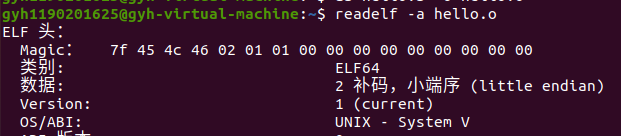 gyh1190201625@gyh-virtual-machine:~$ readelf -a hello.o
ELF 头：
Magic：  7f 45 4c 46 02 01 01 00 00 00 00 00 00 00 00 00
类别:  ELF64
数据:  2 补码，小端序 (little endian)
Version:  1 (current)
OS/ABI:  UNIX - System V